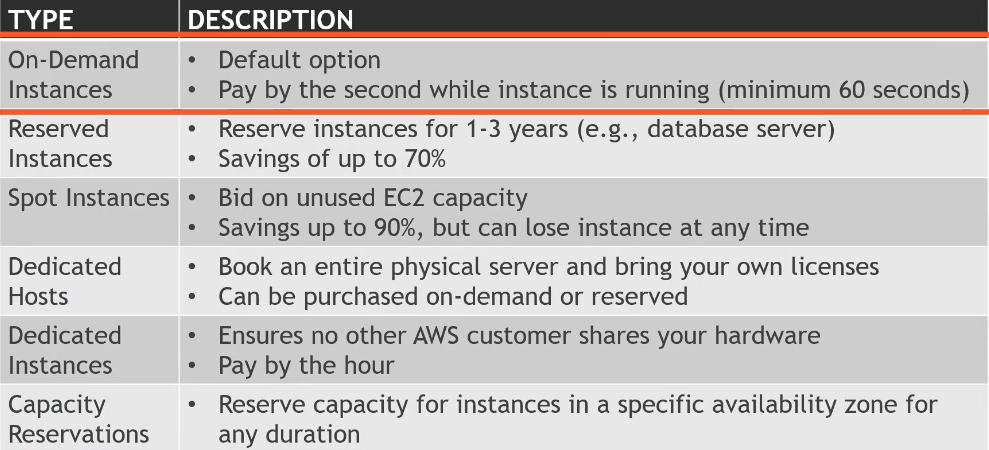 TYPE DESCRIPTION
On-Demand Instances
• Default option
• Pay by the second while instance is running (minimum 60 seconds)
Reserved Instances
• Reserve instances for 1-3 years (e.g., database server)
• Savings of up to 70%
Spot Instances
• Bid on unused EC2 capacity
• Savings up to 90%, but can lose instance at any time
Dedicated Hosts
• Book an entire physical server and bring your own licenses
• Can be purchased on-demand or reserved
Dedicated Instances
• Ensures no other AWS customer shares your hardware
• Pay by the hour
Capacity Reservations
• Reserve capacity for instances in a specific availability zone for
any duration